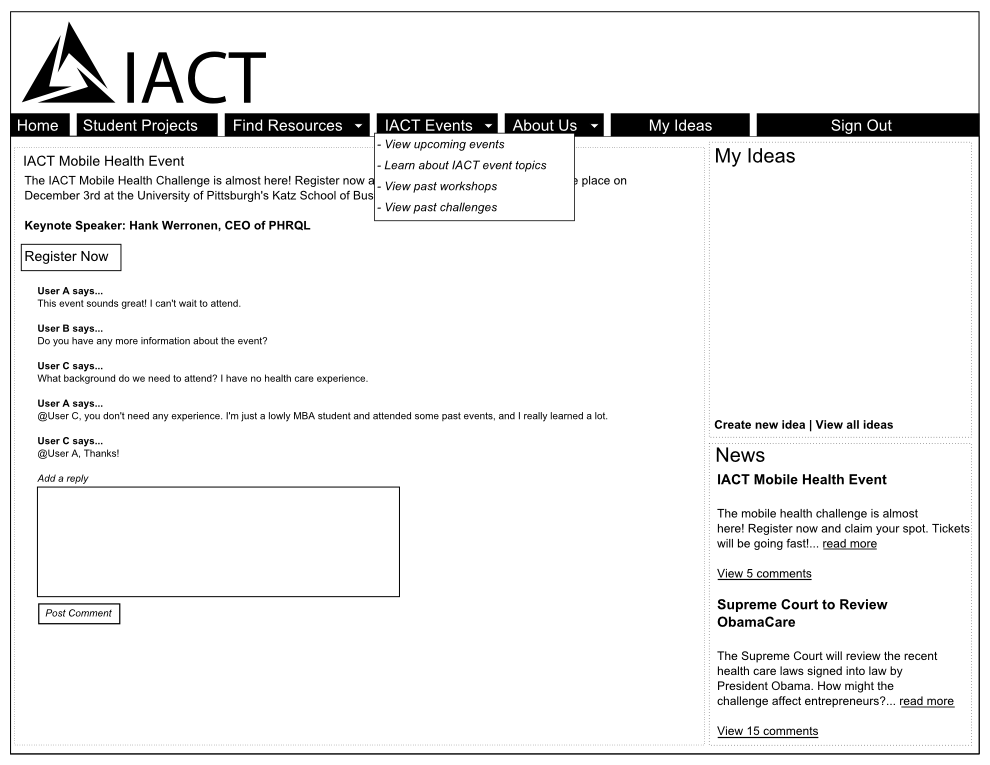 IACT
Home Student Projects Find Resources IACT Events About Us My Ideas Sign Out
- View upcoming events
- Learn about IACT event topics
- View past workshops
- View past challenges
IACT Mobile Health Event
The IACT Mobile Health Challenge is almost here! Register now a place on
December 3rd at the University of Pittsburgh's Katz School of Bus
Keynote Speaker: Hank Werronen, CEO of PHRQL
Register Now
User A says...
This event sounds great! I can't wait to attend.
User B says...
Do you have any more information about the event?
User C says...
What background do we need to attend? I have no health care experience.
User A says...
@User C, you don't need any experience. I'm just a lowly MBA student and attended some past events, and I really learned a lot.
User C says...
@User A, Thanks!
Add a reply
Post Comment
My Ideas
Create new idea | View all ideas
News
IACT Mobile Health Event
The mobile health challenge is almost
here! Register now and claim your spot. Tickets
will be going fast!... read more
View 5 comments
Supreme Court to Review
ObamaCare
The Supreme Court will review the recent
health care laws signed into law by
President Obama. How might the
challenge affect entrepreneurs?... read more
View 15 comments